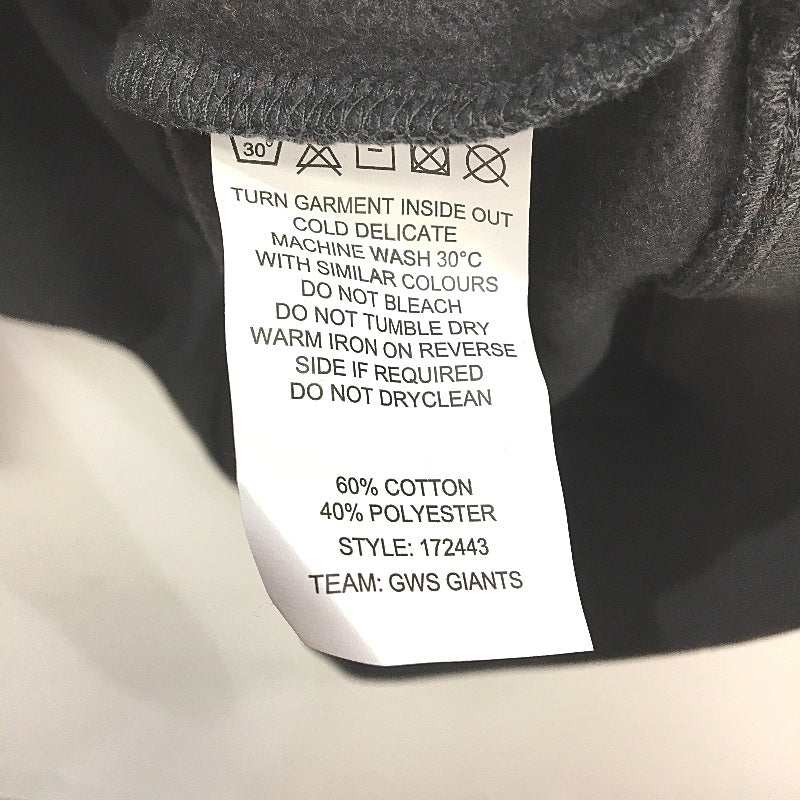 30°
TURN GARMENT INSIDE OUT
COLD DELICATE
MACHINE WASH 30°C
WITH SIMILAR COLOURS
DO NOT BLEACH
DO NOT TUMBLE DRY
WARM IRON ON REVERSE
SIDE IF REQUIRED
DO NOT DRYCLEAN
60% COTTON
40% POLYESTER
STYLE: 172443
TEAM: GWS GIANTS